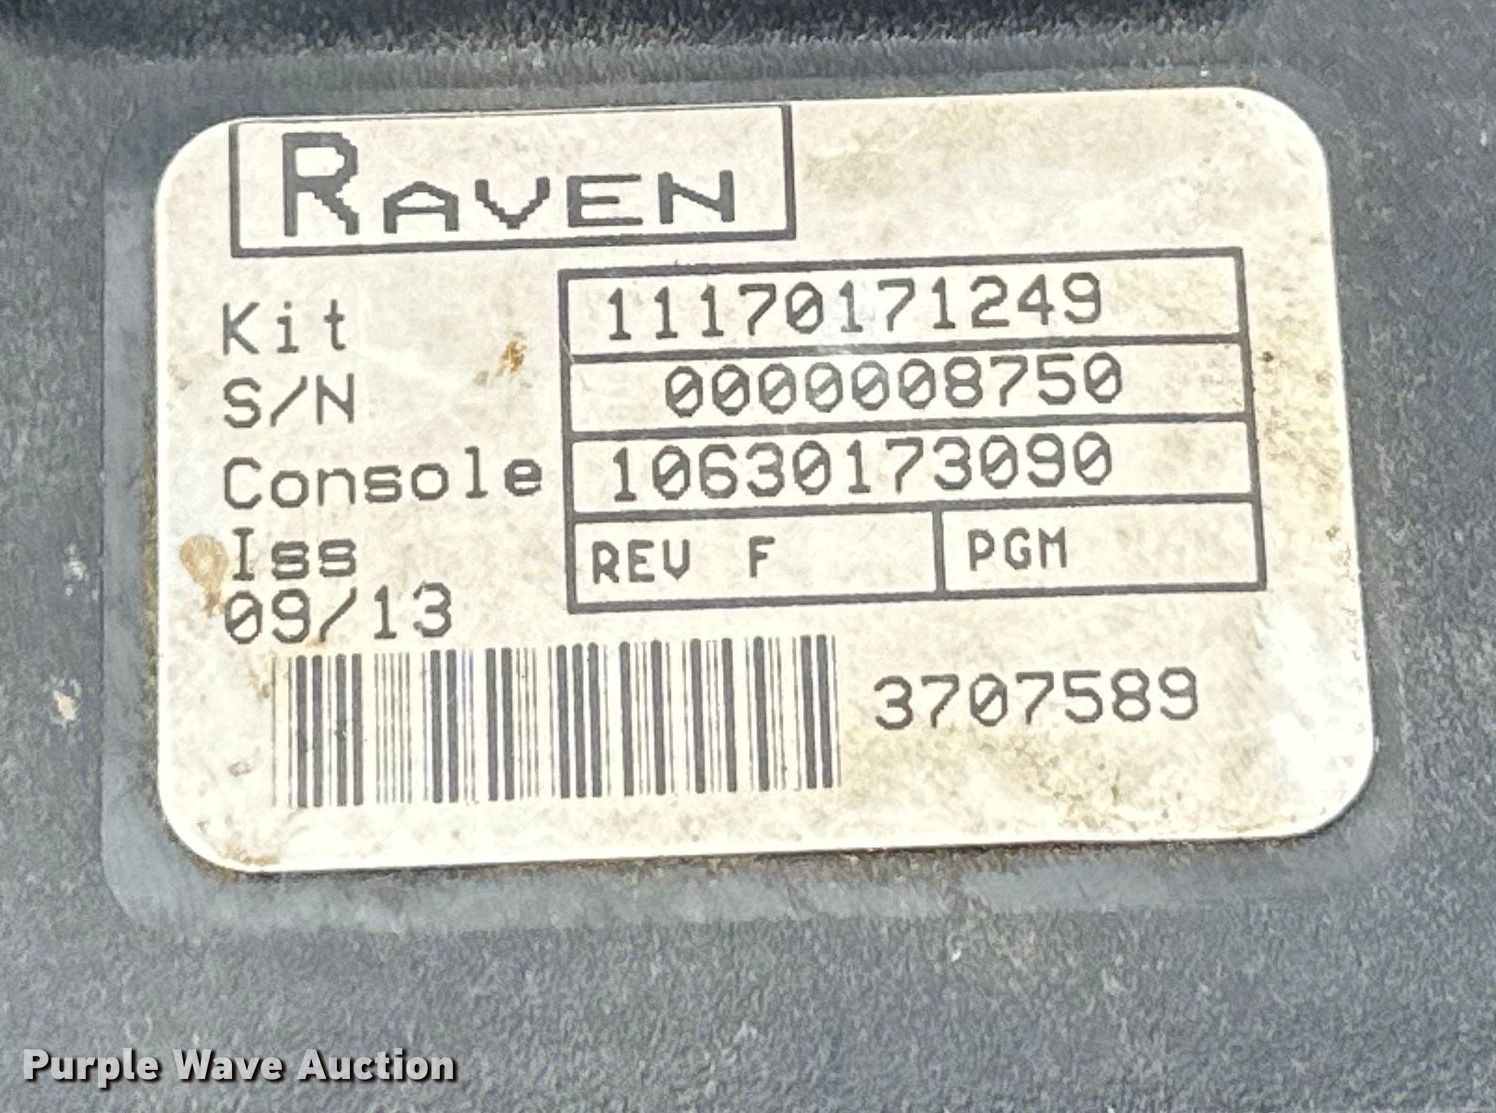 RAVEN
Kit 11170171249
S/N 0000008750
Console 10630173090
Iss REV F PGM
09/13
3707589
Purple Wave Auction